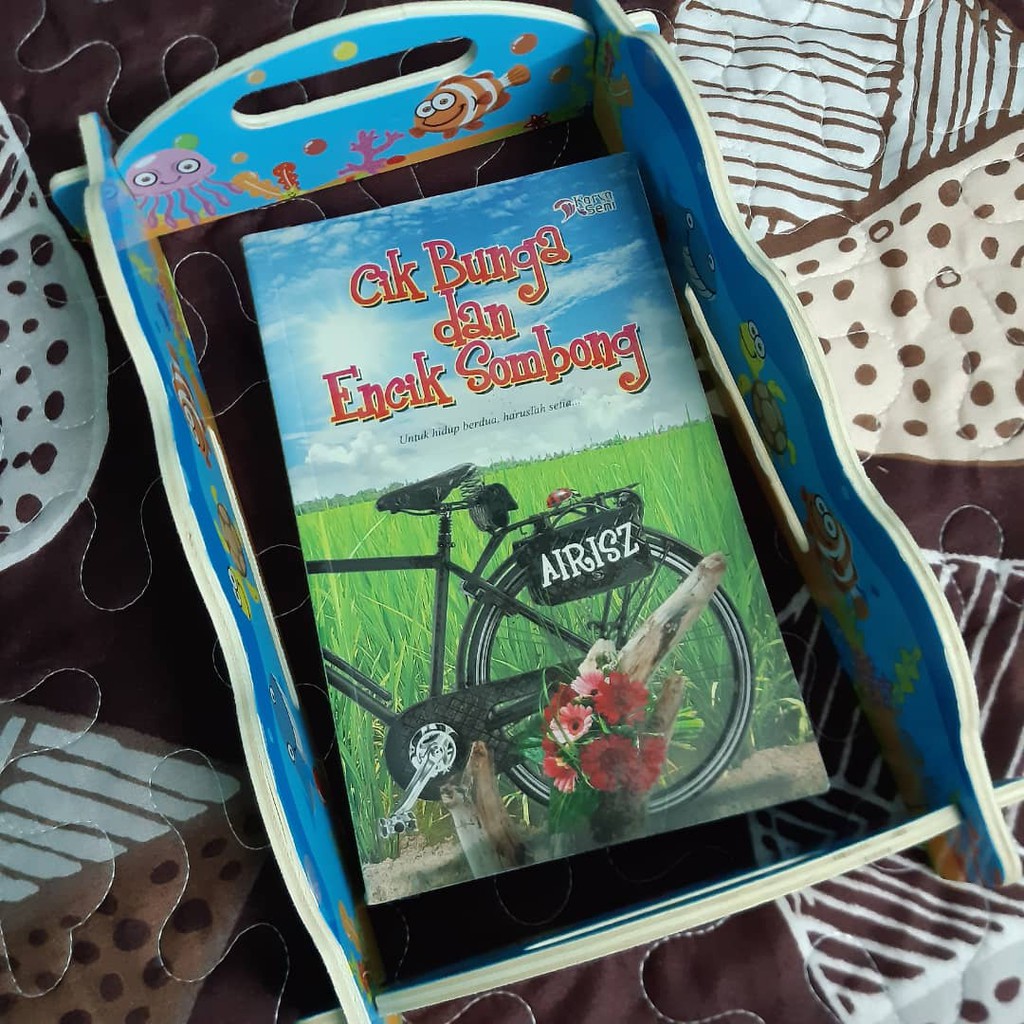 Karya
Seni
Cik Bunga
dan
Encik Sombong
Untuk hidup berdua, haruslah setia...
AIRISZ